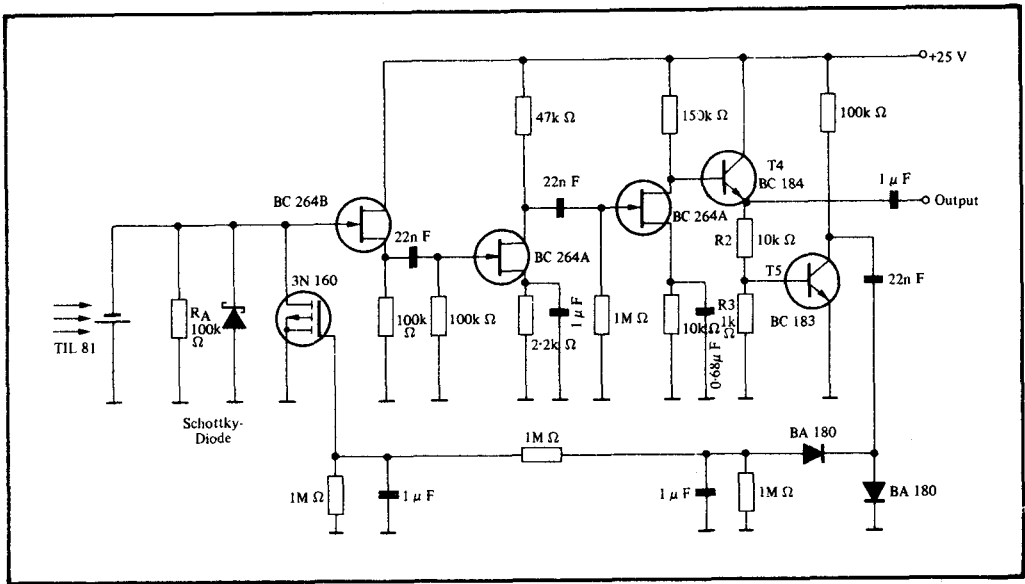 +25 V
47k Ω
150k Ω
100k Ω
T4
BC 184
1 μ F
Output
BC 264B
22n F
BC 264A
22n F
BC 264A
R2
10k Ω
T5
22n F
3N 160
TIL 81
RA
100k
Ω
100k
Ω
100k Ω
2·2k Ω
1 μ F
1M Ω
10k Ω
0·68μ F
R3
1k
Ω
BC 183
Schottky-
Diode
1M Ω
BA 180
1M Ω
1 μ F
1 μ F
1M Ω
BA 180